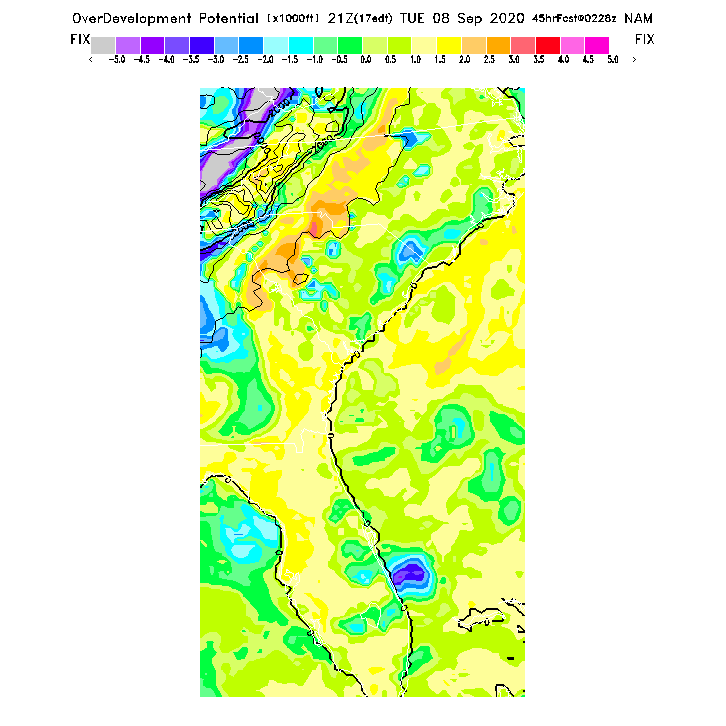 OverDevelopment Potential [x1000ft] 21Z(17edt) TUE 08 Sep 2020 45hrFcst@0228z NAM
FIX FIX
< -5.0 -4.5 -4.0 -3.5 -3.0 -2.5 -2.0 -1.5 -1.0 -0.5 0.0 0.5 1.0 1.5 2.0 2.5 3.0 3.5 4.0 4.5 5.0 >